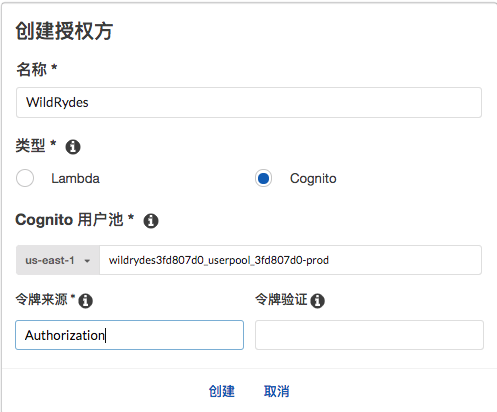 创建授权方
名称 *
WildRydes
类型 *
Lambda
Cognito
Cognito 用户池 *
us-east-1
wildrydes3fd807d0_userpool_3fd807d0-prod
令牌来源 *
令牌验证
Authorization
创建
取消